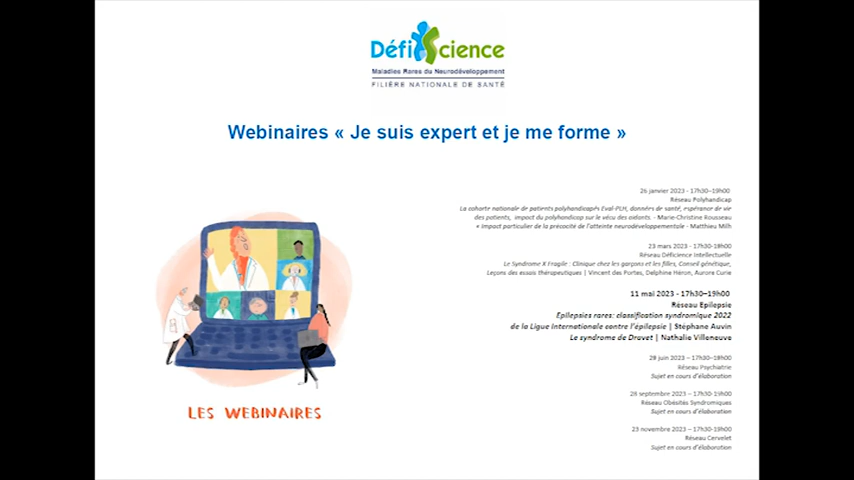 Défi Science
Maladies Rares du Neurodéveloppement
FILIÈRE NATIONALE DE SANTÉ
Webinaires « Je suis expert et je me forme »
26 janvier 2023 - 17h30–19h00
Réseau Polyhandicap
La cohorte nationale de patients polyhandicapés Eval-PLH, données de santé, espérance de vie
des patients, impact du polyhandicap sur le vécu des aidants. - Marie-Christine Rousseau
« Impact particulier de la précocité de l'atteinte neurodéveloppementale - Matthieu Milh
23 mars 2023 - 17h30-18h00
Réseau Déficience Intellectuelle
Le Syndrome X Fragile : Clinique chez les garçons et les filles, Conseil génétique,
Leçons des essais thérapeutiques | Vincent des Portes, Delphine Héron, Aurore Curie
11 mai 2023 - 17h30–19h00
Réseau Epilepsie
Epilepsies rares: classification syndromique 2022
de la Ligue Internationale contre l'épilepsie | Stéphane Auvin
Le syndrome de Dravet | Nathalie Villeneuve
28 juin 2023 – 17h30–18h00
Réseau Psychiatrie
Sujet en cours d'élaboration
28 septembre 2023 - 17h30-19h00
Réseau Obésités Syndromiques
Sujet en cours d'élaboration
23 novembre 2023 – 17h30-19h00
Réseau Cervelet
Sujet en cours d'élaboration
LES WEBINAIRES